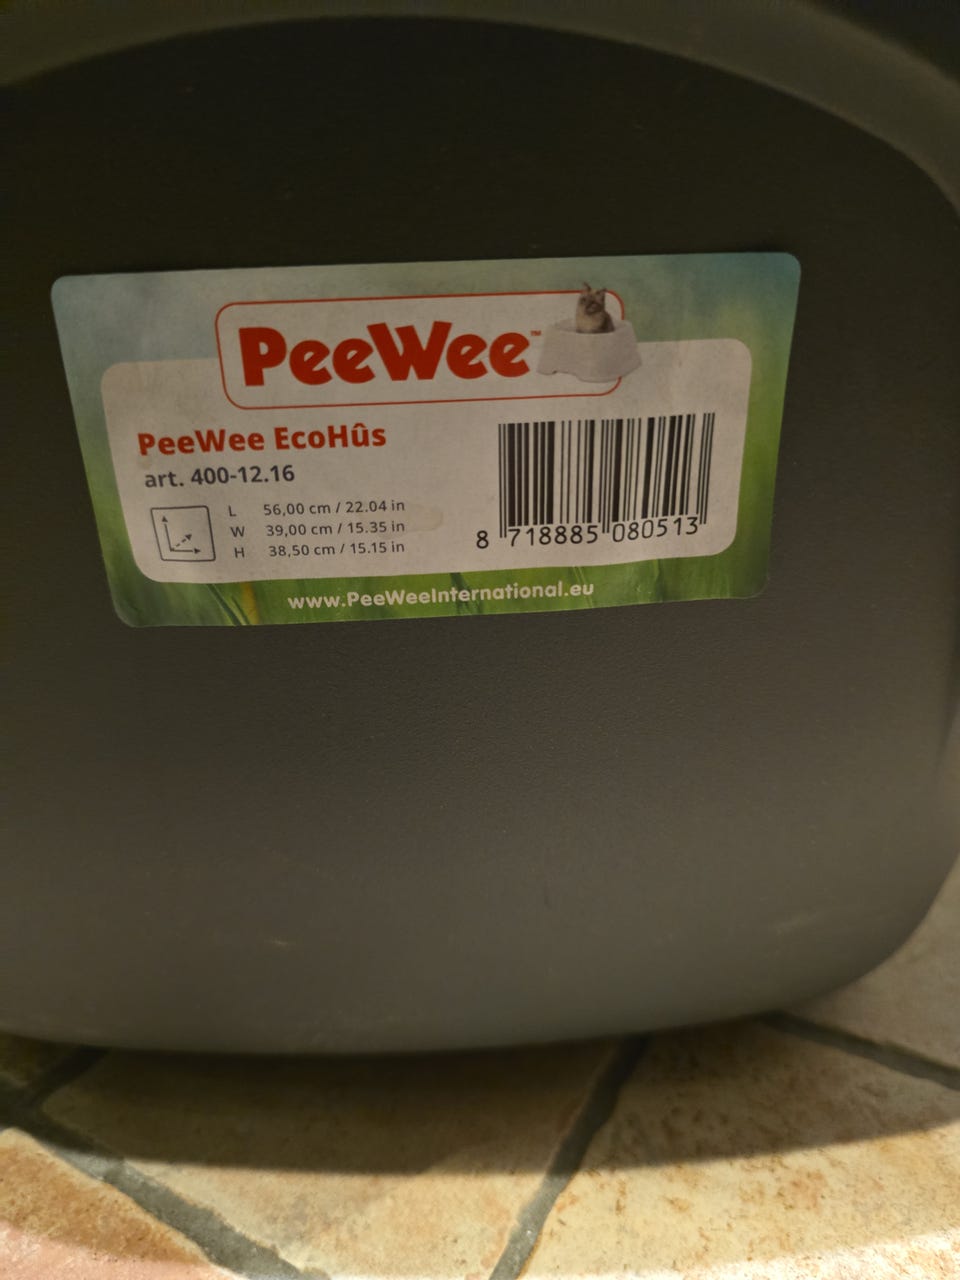 PeeWee™
PeeWee EcoHûs
art. 400-12.16
L 56,00 cm / 22.04 in
W 39,00 cm / 15.35 in
H 38,50 cm / 15.15 in
8 718885 080513
www.PeeWeeInternational.eu